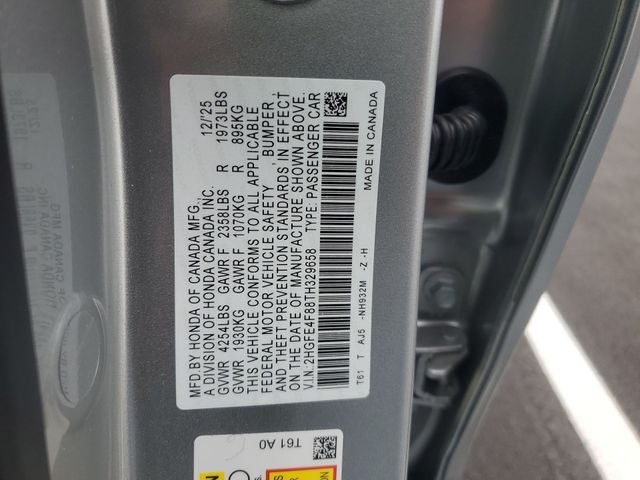 MFD.BY HONDA OF CANADA MFG., 12/'25
A DIVISION OF HONDA CANADA INC.
GVWR 4254LBS GAWR F 2358LBS R 1973LBS
GVWR 1930KG GAWR F 1070KG R 895KG
THIS VEHICLE CONFORMS TO ALL APPLICABLE
FEDERAL MOTOR VEHICLE SAFETY , BUMPER ,
AND THEFT PREVENTION STANDARDS IN EFFECT
ON THE DATE OF MANUFACTURE SHOWN ABOVE.
V.I.N. 2HGFE4F88TH329658 TYPE: PASSENGER CAR
T61 T AJ5 -NH932M -Z -H MADE IN CANADA
T61 A0